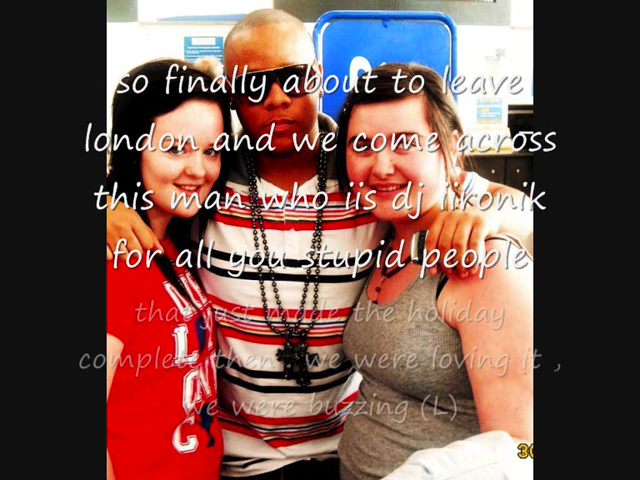 so finally about to leave
london and we come across
this man who iis dj iikonik
for all you stupid people
that just made the holiday
complete then , we were loving it ,
we were buzzing (L)
30